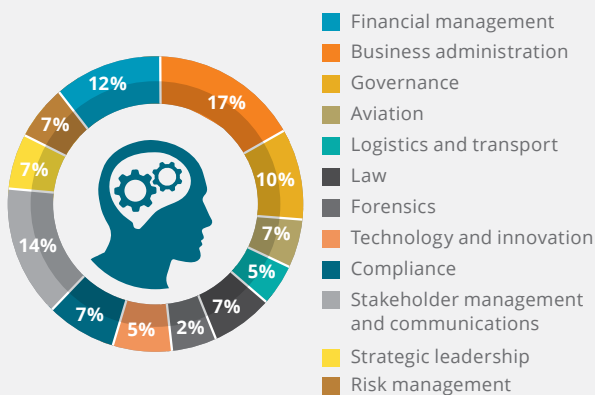 12%
17%
10%
7%
5%
7%
2%
5%
7%
14%
7%
7%
Financial management
Business administration
Governance
Aviation
Logistics and transport
Law
Forensics
Technology and innovation
Compliance
Stakeholder management
and communications
Strategic leadership
Risk management